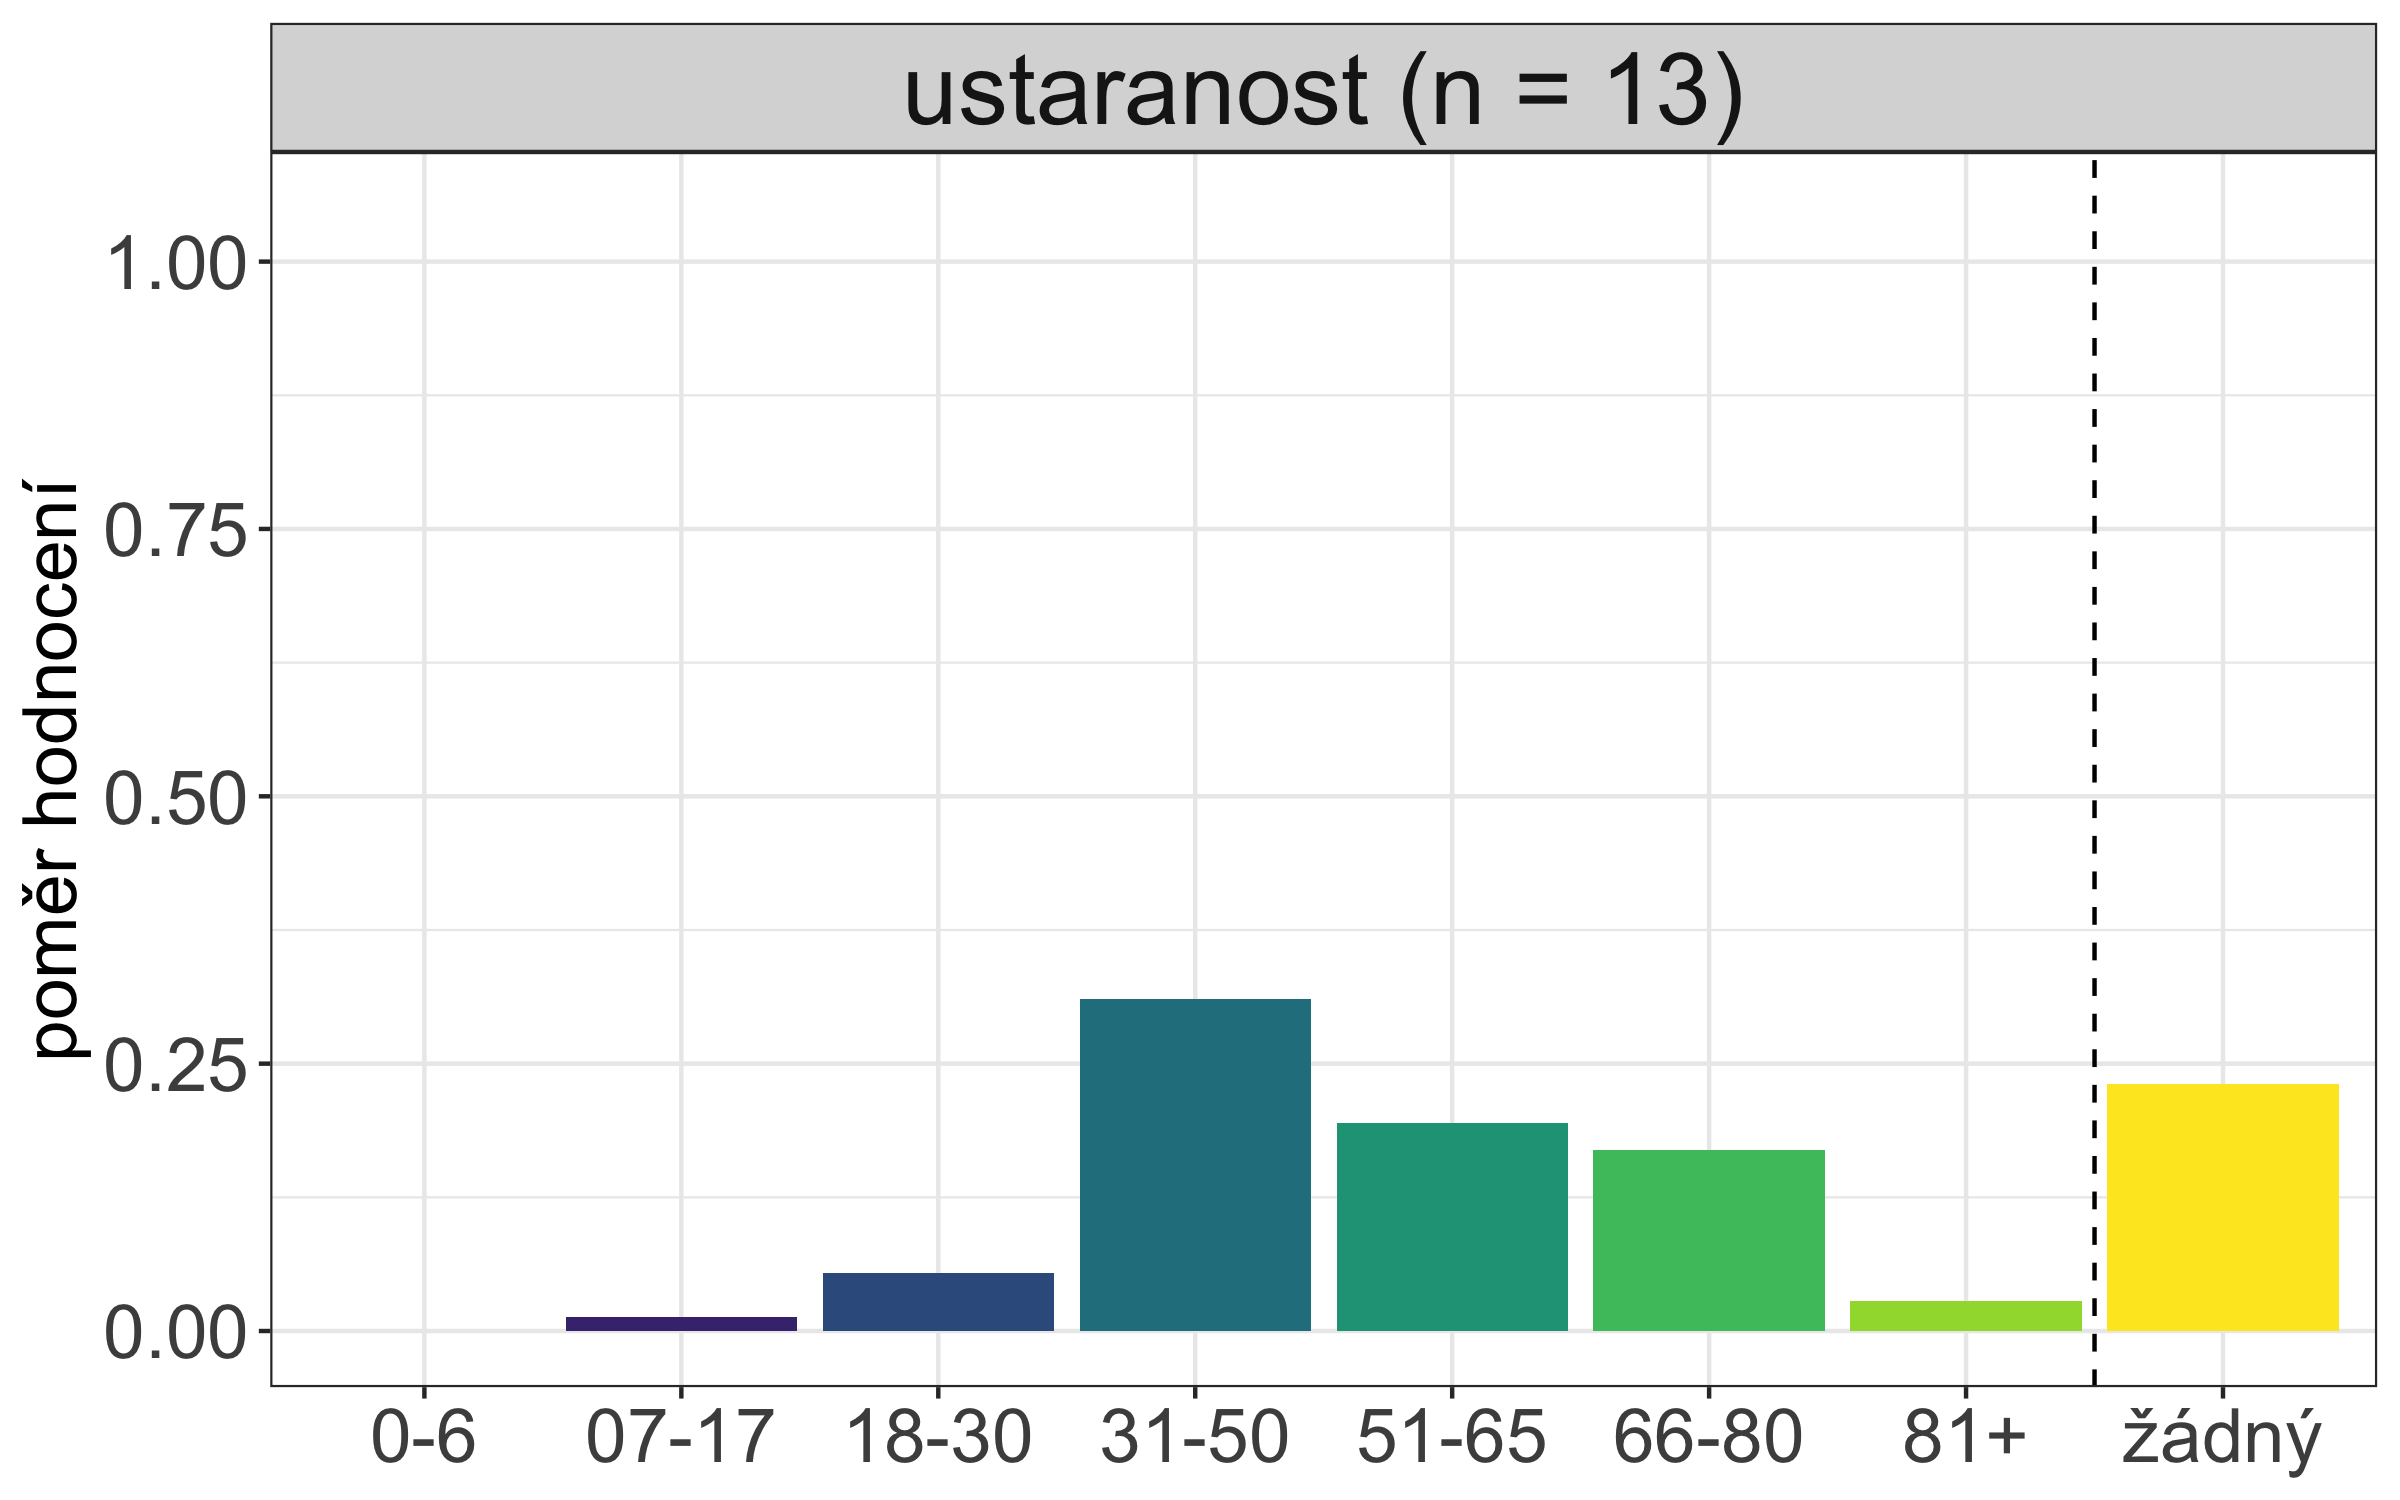 ustaranost (n = 13)
poměr hodnocení
1.00
0.75
0.50
0.25
0.00
0-6 07-17 18-30 31-50 51-65 66-80 81+ žádný